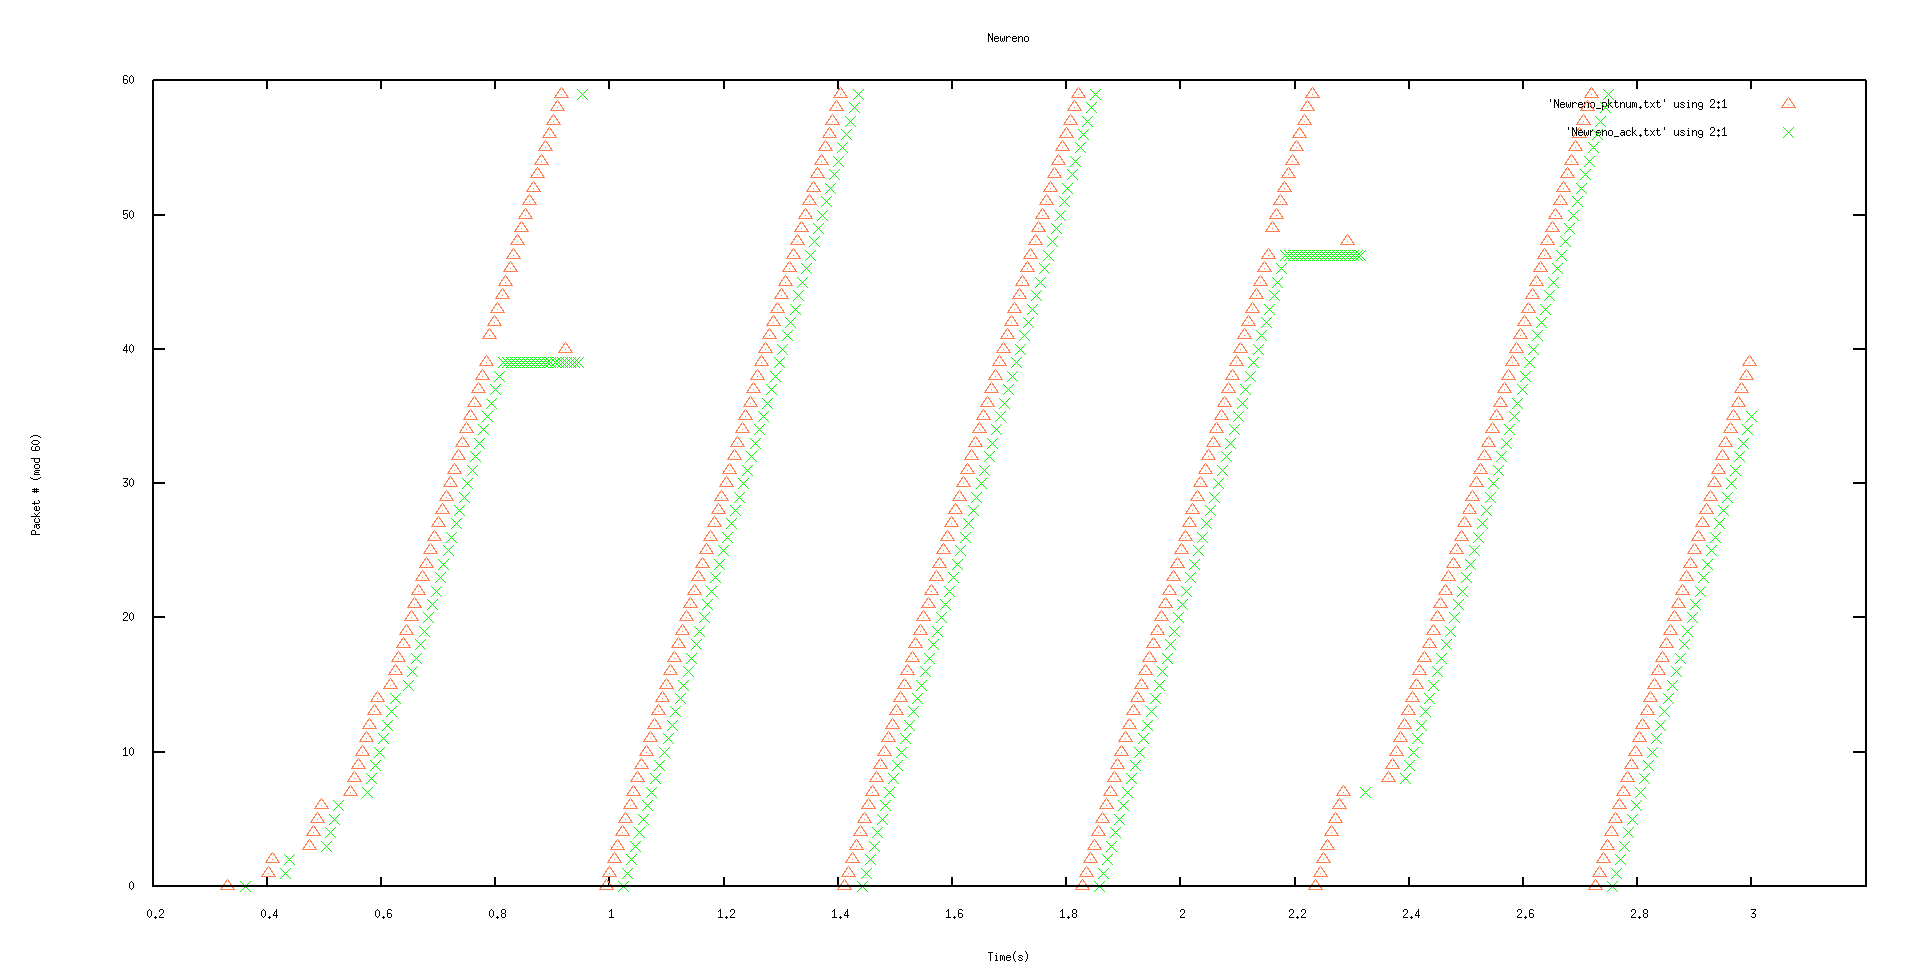 Newreno
60
50
40
30
20
10
0
Packet # (mod 60)
'Newreno_pktnum.txt' using 2:1
'Newreno_ack.txt' using 2:1
0.2 0.4 0.6 0.8 1 1.2 1.4 1.6 1.8 2 2.2 2.4 2.6 2.8 3
Time(s)